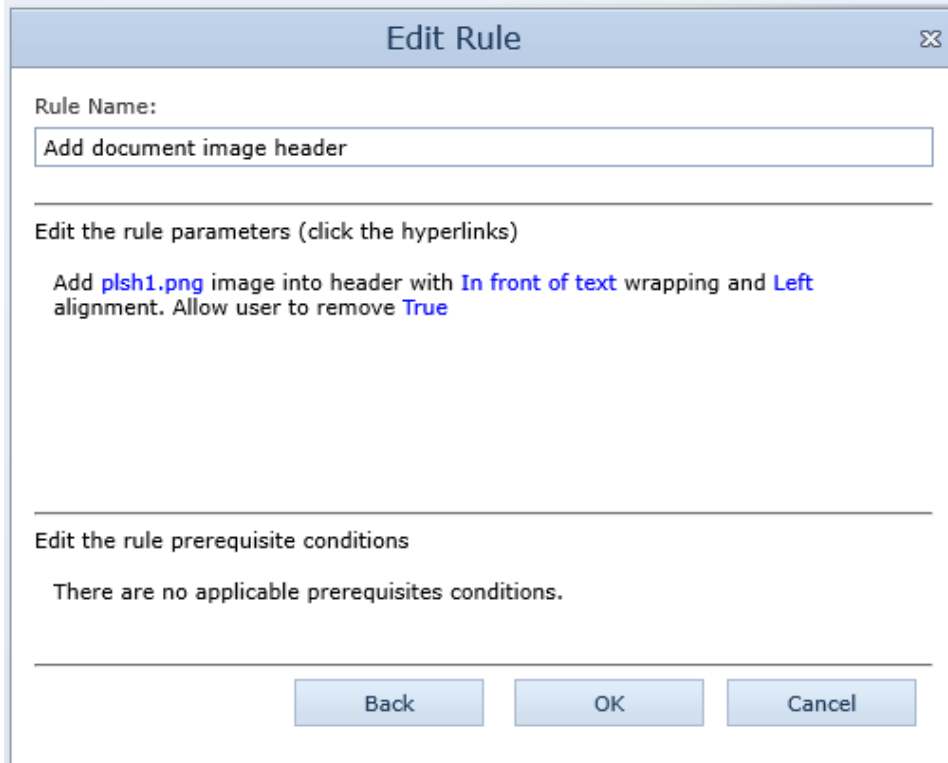 Edit Rule
Rule Name:
Add document image header
Edit the rule parameters (click the hyperlinks)
Add plsh1.png image into header with In front of text wrapping and Left
alignment. Allow user to remove True
Edit the rule prerequisite conditions
There are no applicable prerequisites conditions.
Back OK Cancel